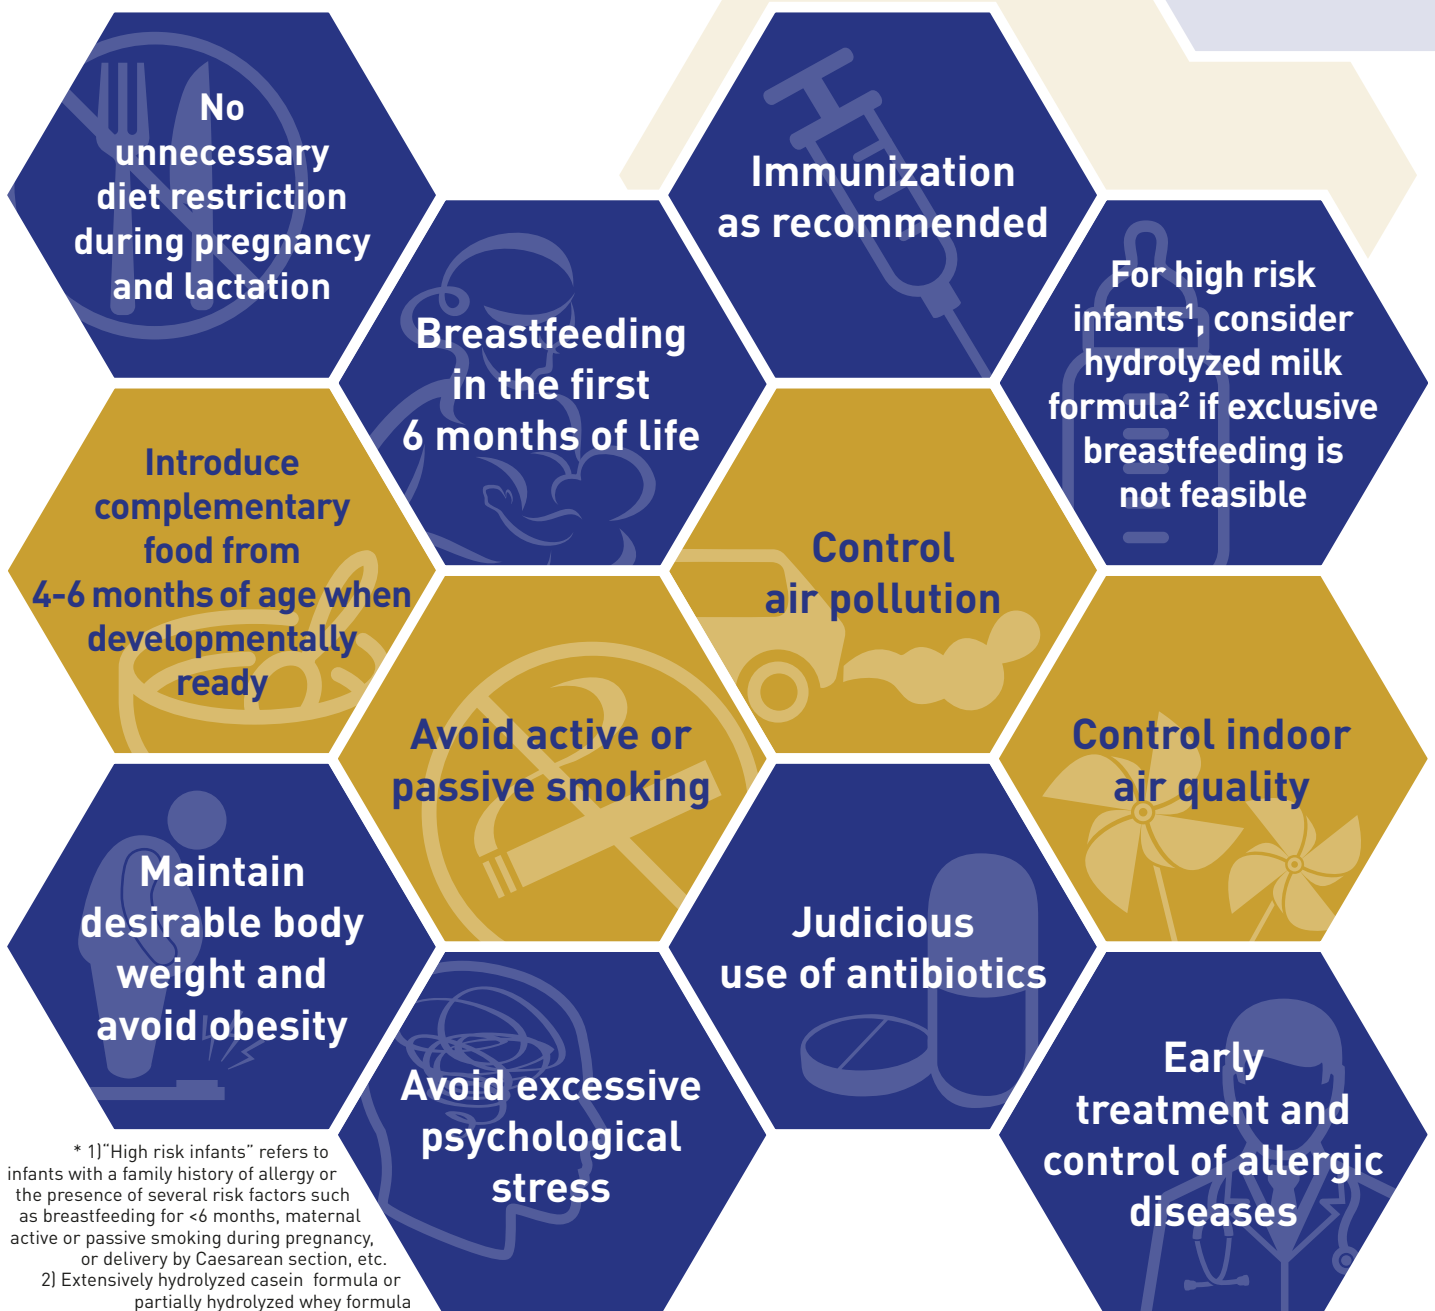 No
unnecessary
diet restriction
during pregnancy
and lactation
Immunization
as recommended
Breastfeeding
in the first
6 months of life
For high risk
infants¹, consider
hydrolyzed milk
formula² if exclusive
breastfeeding is
not feasible
Introduce
complementary
food from
4-6 months of age when
developmentally
ready
Control
air pollution
Avoid active or
passive smoking
Control indoor
air quality
Maintain
desirable body
weight and
avoid obesity
Judicious
use of antibiotics
Avoid excessive
psychological
stress
Early
treatment and
control of allergic
diseases
* 1)"High risk infants" refers to
infants with a family history of allergy or
the presence of several risk factors such
as breastfeeding for <6 months, maternal
active or passive smoking during pregnancy,
or delivery by Caesarean section, etc.
2) Extensively hydrolyzed casein formula or
partially hydrolyzed whey formula